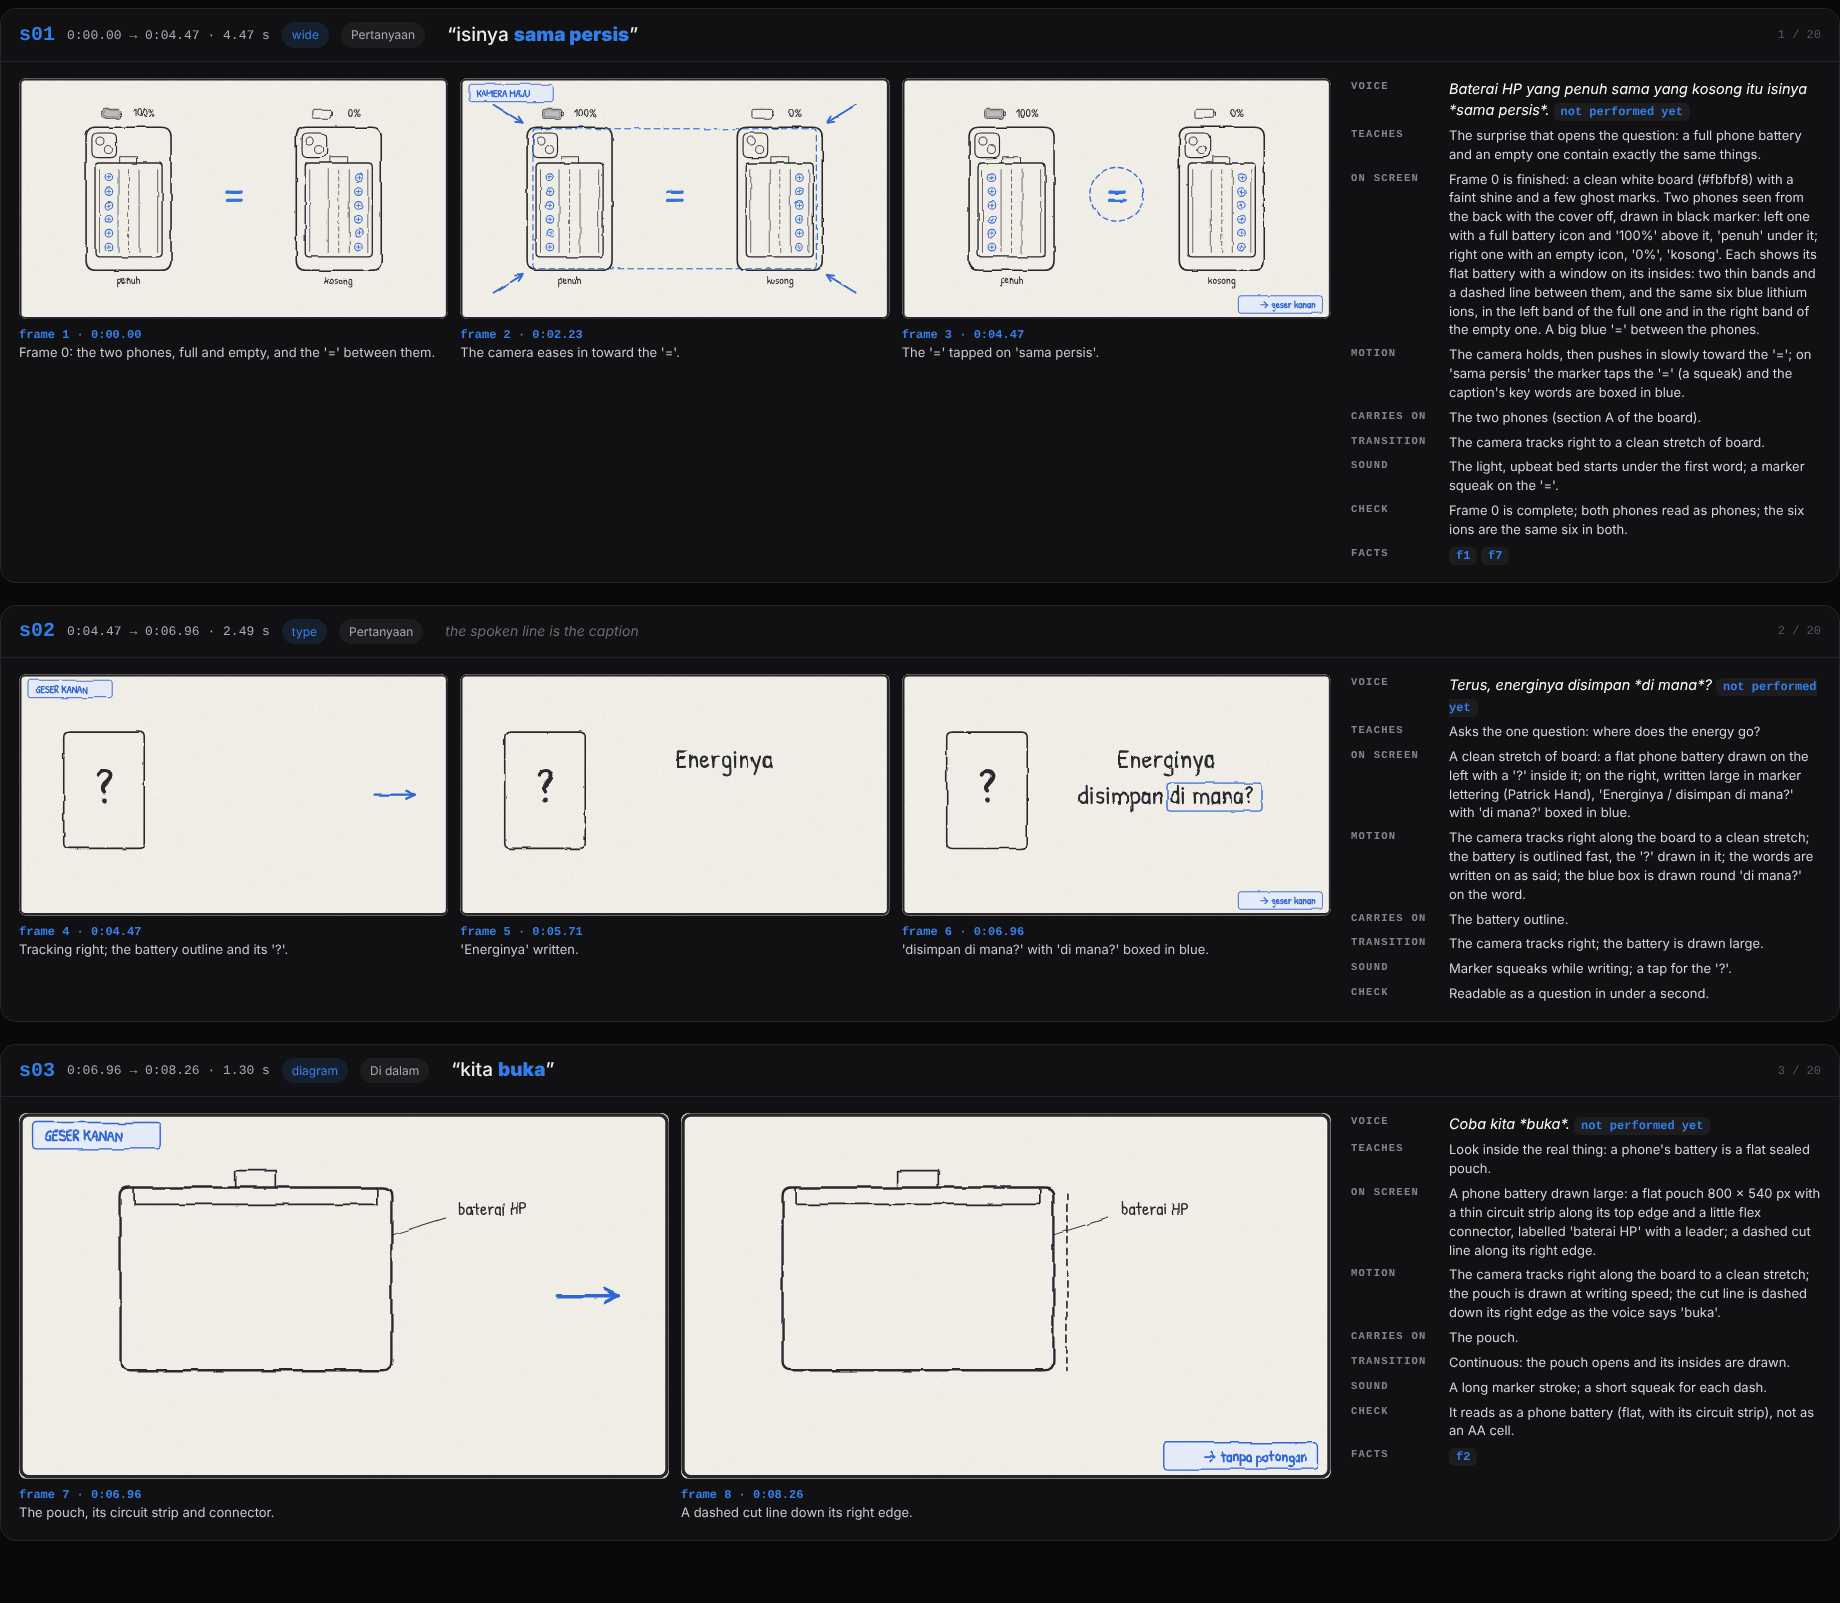 s01 0:00.00 → 0:04.47 · 4.47 s wide Pertanyaan “isinya sama persis” 1 / 20
100% 0%
penuh kosong
KAMERA MAJU
100% 0%
penuh kosong
100% 0%
penuh kosong
→ geser kanan
frame 1 · 0:00.00
Frame 0: the two phones, full and empty, and the '=' between them.
frame 2 · 0:02.23
The camera eases in toward the '='.
frame 3 · 0:04.47
The '=' tapped on 'sama persis'.
VOICE Baterai HP yang penuh sama yang kosong itu isinya
*sama persis*. not performed yet
TEACHES The surprise that opens the question: a full phone battery
and an empty one contain exactly the same things.
ON SCREEN Frame 0 is finished: a clean white board (#fbfbf8) with a
faint shine and a few ghost marks. Two phones seen from
the back with the cover off, drawn in black marker: left one
with a full battery icon and '100%' above it, 'penuh' under it;
right one with an empty icon, '0%', 'kosong'. Each shows its
flat battery with a window on its insides: two thin bands and
a dashed line between them, and the same six blue lithium
ions, in the left band of the full one and in the right band of
the empty one. A big blue '=' between the phones.
MOTION The camera holds, then pushes in slowly toward the '='; on
'sama persis' the marker taps the '=' (a squeak) and the
caption's key words are boxed in blue.
CARRIES ON The two phones (section A of the board).
TRANSITION The camera tracks right to a clean stretch of board.
SOUND The light, upbeat bed starts under the first word; a marker
squeak on the '='.
CHECK Frame 0 is complete; both phones read as phones; the six
ions are the same six in both.
FACTS f1 f7
s02 0:04.47 → 0:06.96 · 2.49 s type Pertanyaan the spoken line is the caption 2 / 20
GESER KANAN
?
?
Energinya
?
Energinya
disimpan di mana?
→ geser kanan
frame 4 · 0:04.47
Tracking right; the battery outline and its '?'.
frame 5 · 0:05.71
'Energinya' written.
frame 6 · 0:06.96
'disimpan di mana?' with 'di mana?' boxed in blue.
VOICE Terus, energinya disimpan *di mana*? not performed
yet
TEACHES Asks the one question: where does the energy go?
ON SCREEN A clean stretch of board: a flat phone battery drawn on the
left with a '?' inside it; on the right, written large in marker
lettering (Patrick Hand), 'Energinya / disimpan di mana?'
with 'di mana?' boxed in blue.
MOTION The camera tracks right along the board to a clean stretch;
the battery is outlined fast, the '?' drawn in it; the words are
written on as said; the blue box is drawn round 'di mana?'
on the word.
CARRIES ON The battery outline.
TRANSITION The camera tracks right; the battery is drawn large.
SOUND Marker squeaks while writing; a tap for the '?'.
CHECK Readable as a question in under a second.
s03 0:06.96 → 0:08.26 · 1.30 s diagram Di dalam “kita buka” 3 / 20
GESER KANAN
baterai HP
baterai HP
→ tanpa potongan
frame 7 · 0:06.96
The pouch, its circuit strip and connector.
frame 8 · 0:08.26
A dashed cut line down its right edge.
VOICE Coba kita *buka*. not performed yet
TEACHES Look inside the real thing: a phone's battery is a flat sealed
pouch.
ON SCREEN A phone battery drawn large: a flat pouch 800 × 540 px with
a thin circuit strip along its top edge and a little flex
connector, labelled 'baterai HP' with a leader; a dashed cut
line along its right edge.
MOTION The camera tracks right along the board to a clean stretch;
the pouch is drawn at writing speed; the cut line is dashed
down its right edge as the voice says 'buka'.
CARRIES ON The pouch.
TRANSITION Continuous: the pouch opens and its insides are drawn.
SOUND A long marker stroke; a short squeak for each dash.
CHECK It reads as a phone battery (flat, with its circuit strip), not as
an AA cell.
FACTS f2